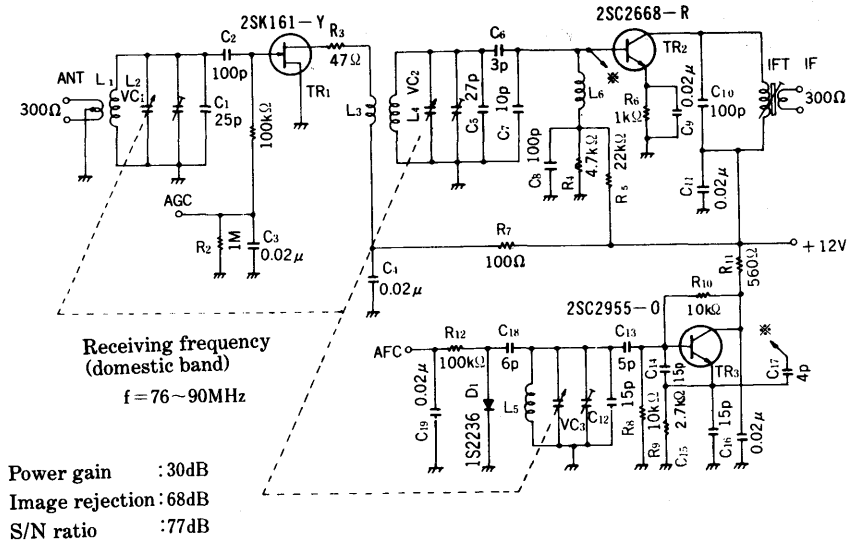 2SK161-Y
2SC2668-R
C2
100p
R3
47Ω
TR1
ANT
300Ω
L1
L2
VC1
C1
25p
100kΩ
AGC
R2
1M
C3
0.02μ
L3
C4
0.02μ
L4
VC2
C5
27p
C7
10p
C6
3p
L6
※
TR2
R6
1kΩ
C9
0.02μ
C10
100p
IFT
IF
300Ω
C8
100p
R4
4.7kΩ
R5
22kΩ
C11
0.02μ
R7
100Ω
+12V
R11
560Ω
R10
10kΩ
2SC2955-O
AFC
R12
100kΩ
C18
6p
C13
5p
C19
0.02μ
D1
1S2236
L5
VC3
C12
15p
R8
10kΩ
C14
15p
R9
2.7kΩ
TR3
※
C17
4p
C16
15p
C15
0.02μ
Receiving frequency
(domestic band)
f=76~90MHz
Power gain :30dB
Image rejection:68dB
S/N ratio :77dB